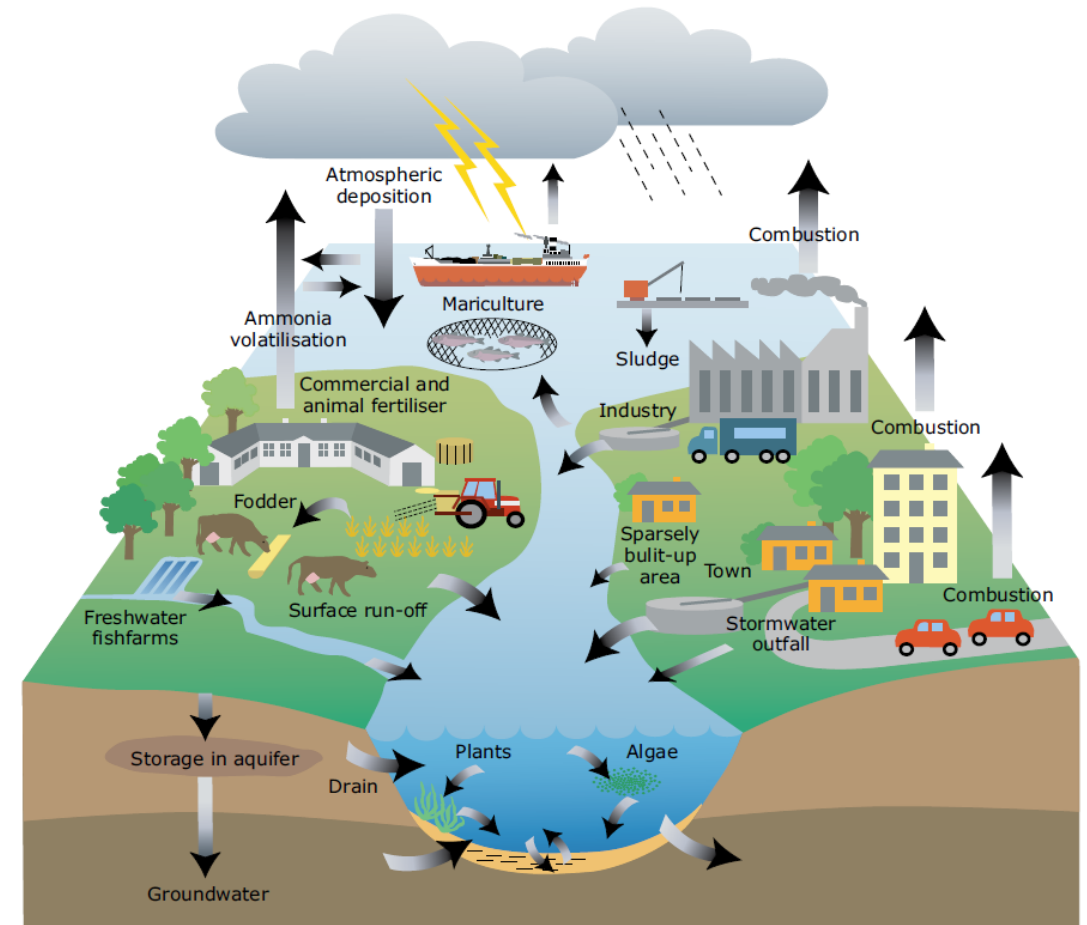 Atmospheric
deposition
Combustion
Mariculture
Ammonia
volatilisation
Sludge
Commercial and
animal fertiliser
Industry
Combustion
Fodder
Sparsely
bulit-up
area
Town
Combustion
Surface run-off
Freshwater
fishfarms
Stormwater
outfall
Plants
Algae
Storage in aquifer
Drain
Groundwater